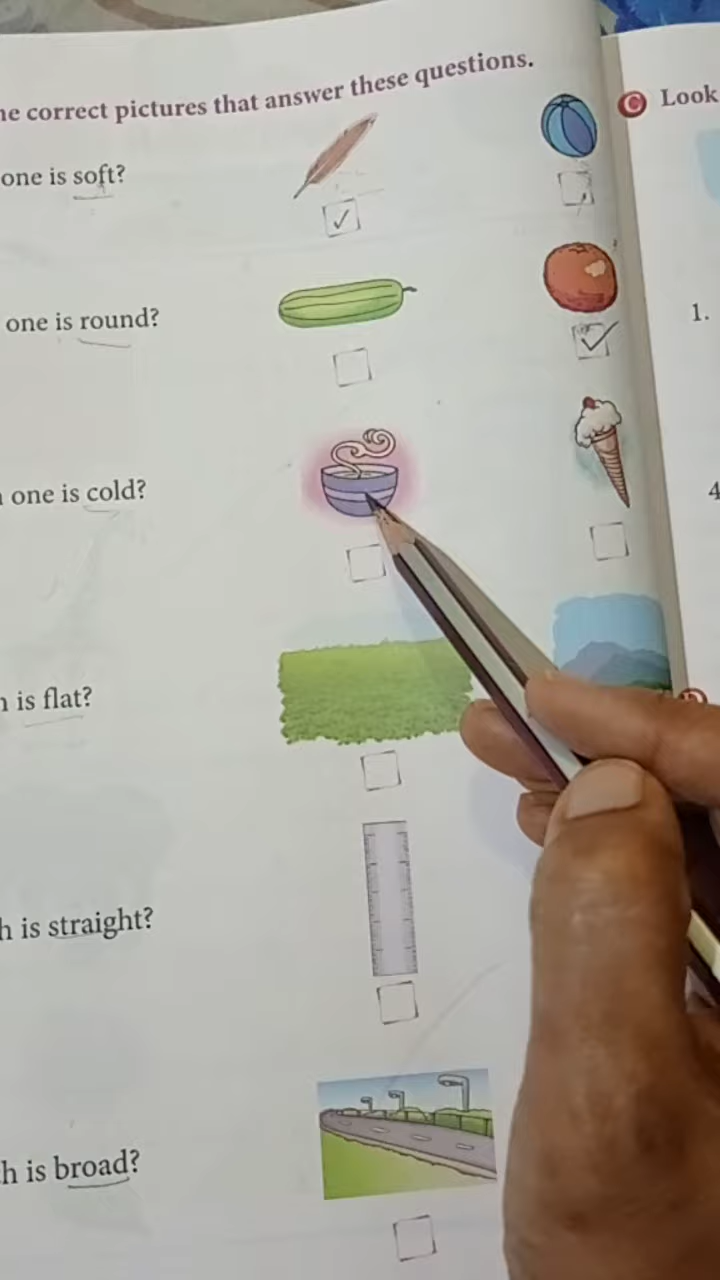 he correct pictures that answer these questions.
C Look
one is soft?
one is round?
1.
one is cold?
4
is flat?
D
h is straight?
h is broad?